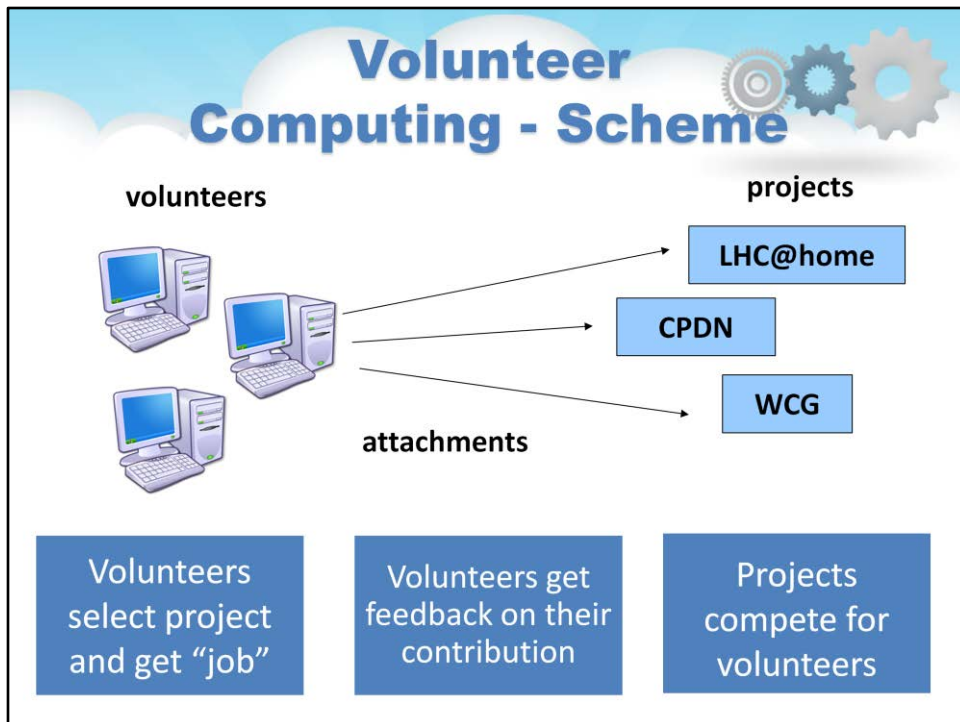 Volunteer
Computing - Scheme
volunteers
projects
LHC@home
CPDN
WCG
attachments
Volunteers
select project
and get “job”
Volunteers get
feedback on their
contribution
Projects
compete for
volunteers